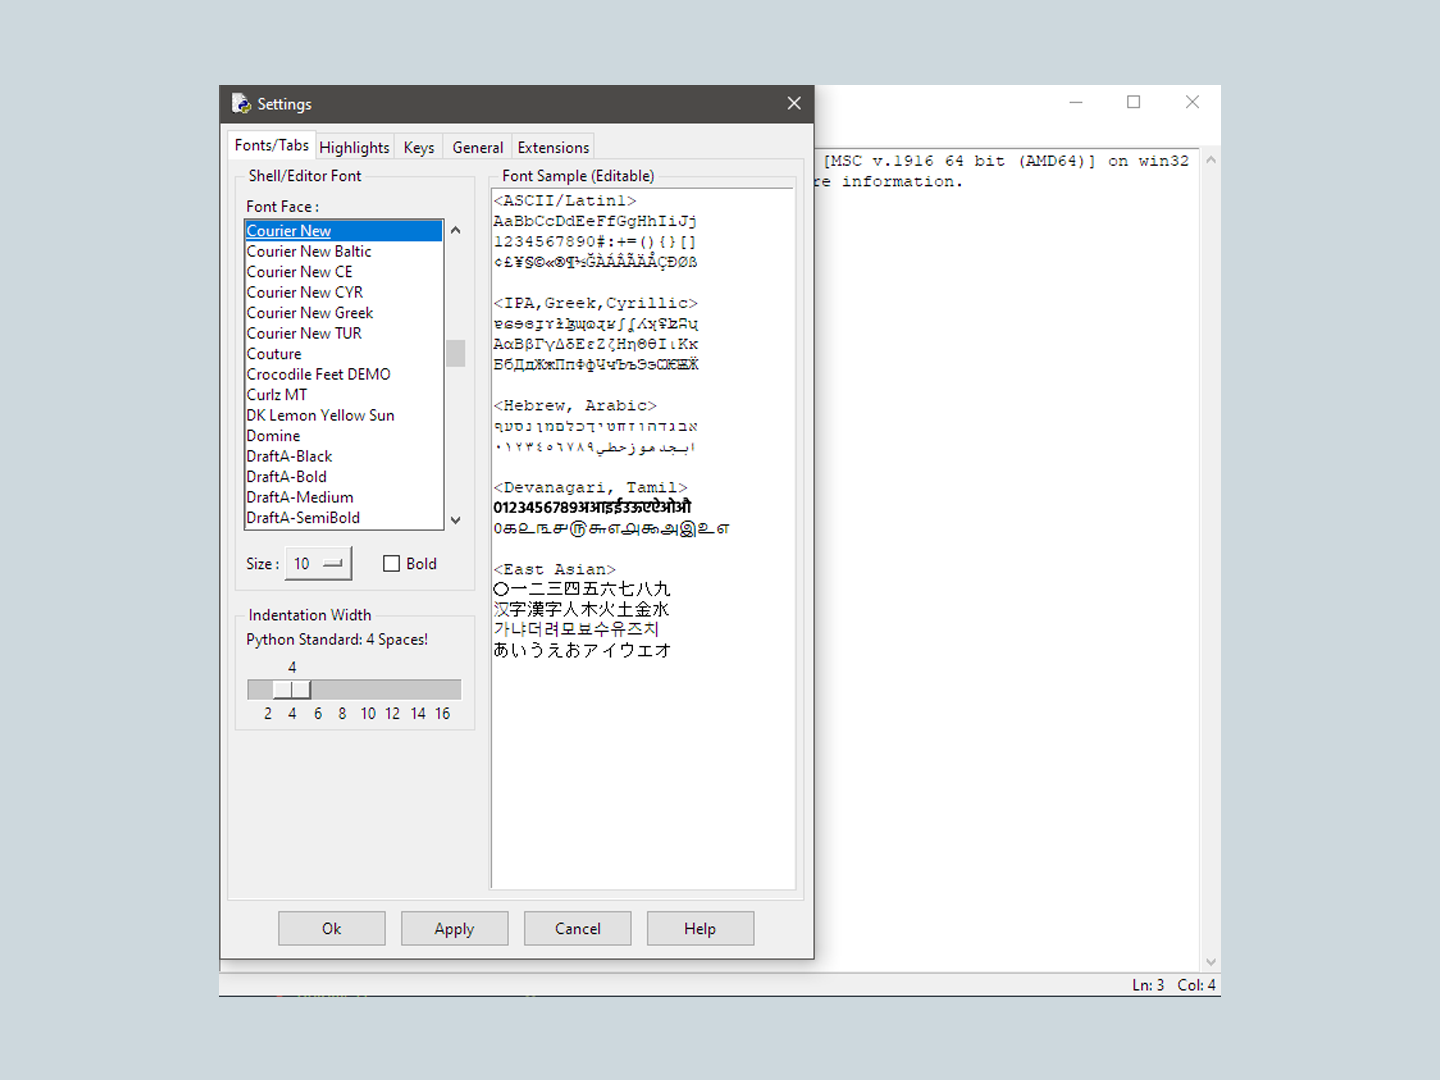 Settings
Fonts/Tabs Highlights Keys General Extensions
Shell/Editor Font
Font Face :
Courier New
Courier New Baltic
Courier New CE
Courier New CYR
Courier New Greek
Courier New TUR
Couture
Crocodile Feet DEMO
Curlz MT
DK Lemon Yellow Sun
Domine
DraftA-Black
DraftA-Bold
DraftA-Medium
DraftA-SemiBold
Size : 10 Bold
Indentation Width
Python Standard: 4 Spaces!
4
2 4 6 8 10 12 14 16
Font Sample (Editable)
<ASCII/Latin1>
AaBbCcDdEeFfGgHhIiJj
1234567890#:+=(){}[]
¢£¥§©«®¶½ĞÀÁÂÃÄÅÇÐØß
<IPA,Greek,Cyrillic>
ΑαΒβΓγΔδΕεΖζΗηΘθΙιΚκ
<Hebrew, Arabic>
אבגדהוזחטיךכלםמןנסעף
٠١٢٣٤٥٦٧٨٩ابجدهوزحطي
<Devanagari, Tamil>
0123456789अआइईउऊएऐओऔ
0௧௨௩௪௫௬௭௮௯அஇஉஎ
<East Asian>
〇一二三四五六七八九
汉字漢字人木火土金水
가냐더려모뵤수유즈치
あいうえおアイウエオ
Ok Apply Cancel Help
[MSC v.1916 64 bit (AMD64)] on win32
re information.
Ln: 3 Col: 4